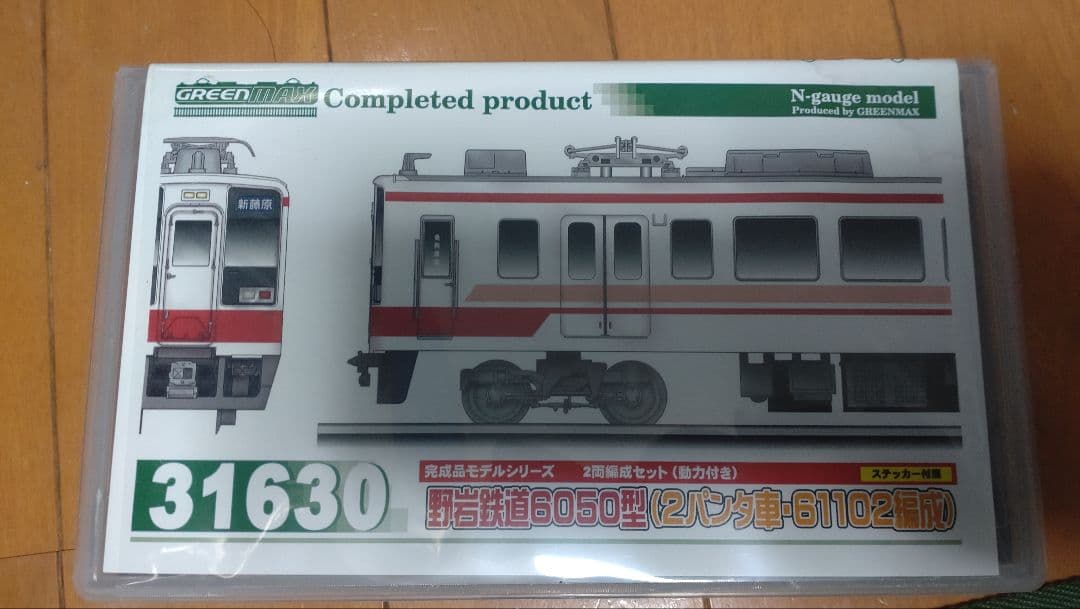 GREENMAX Completed product
N-gauge model
Produced by GREENMAX
新藤原
31630
完成品モデルシリーズ 2両編成セット(動力付き)
ステッカー付属
野岩鉄道6050型(2パンタ車・61102編成)